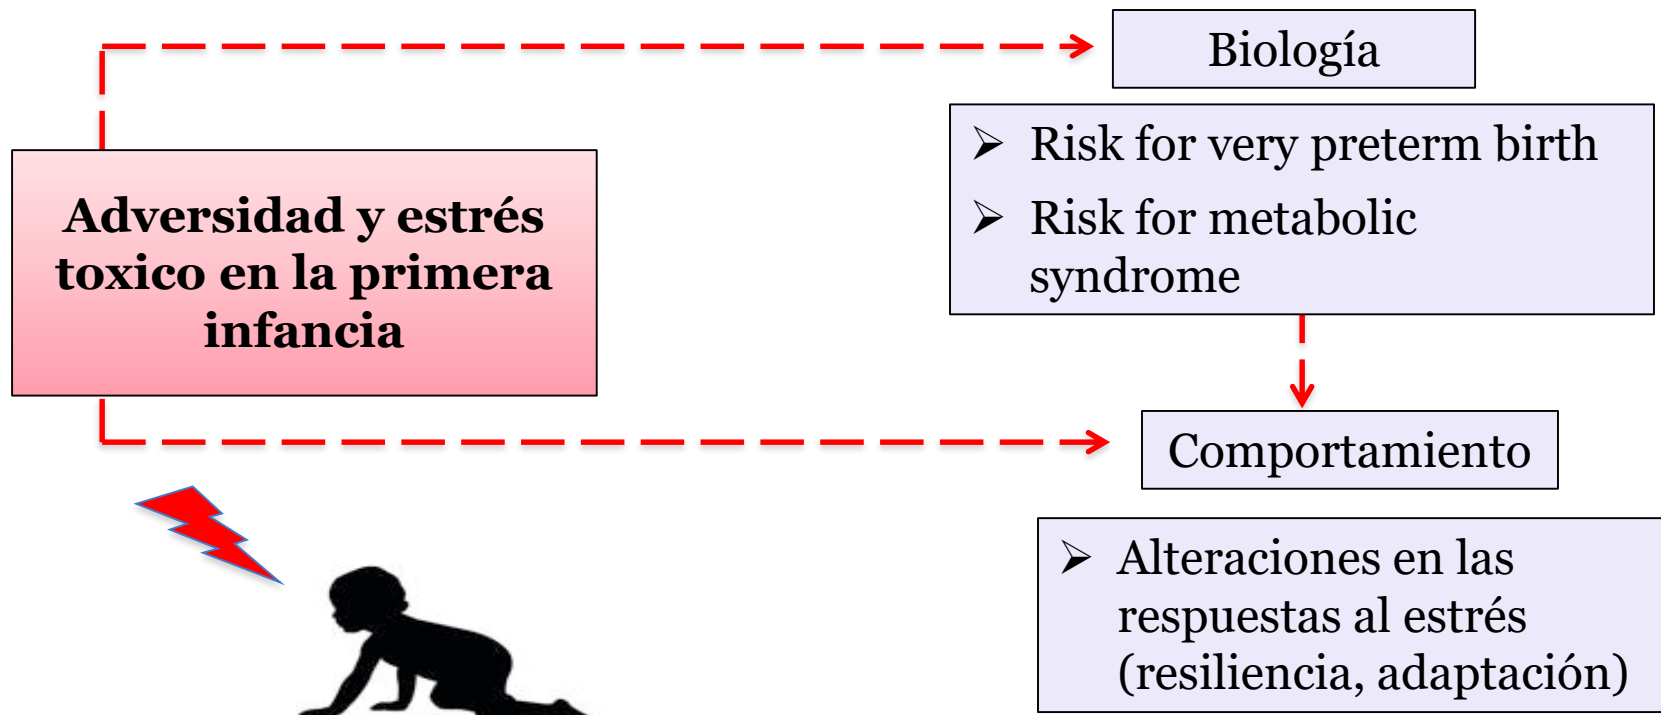 Biología
➢ Risk for very preterm birth
➢ Risk for metabolic
syndrome
Adversidad y estrés
toxico en la primera
infancia
Comportamiento
➢ Alteraciones en las
respuestas al estrés
(resiliencia, adaptación)